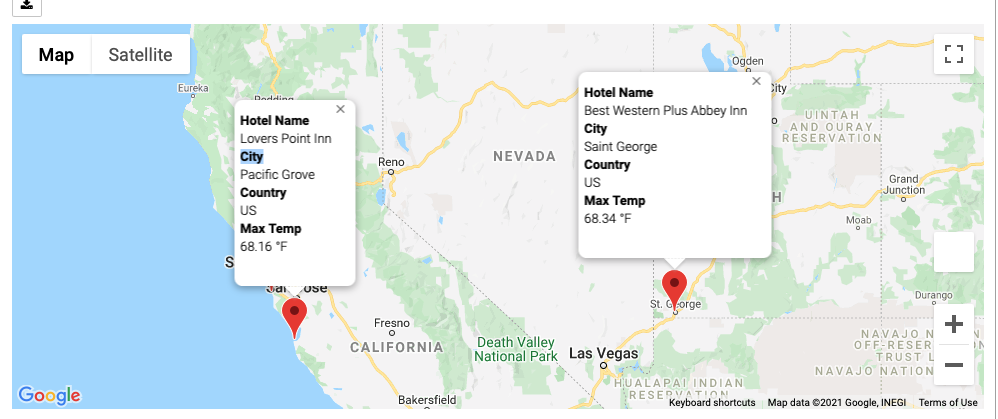 Map
Satellite
Ogden
Eureka
Redding
City
Hotel Name
Lovers Point Inn
City
Pacific Grove
Country
US
Max Temp
68.16 °F
Hotel Name
Best Western Plus Abbey Inn
City
Saint George
Country
US
Max Temp
68.34 °F
UINTAH
AND OURAY
RESERVATION
Reno
NEVADA
Grand
Junction
H
Moab
S
San Jose
St. George
Durango
Fresno
CALIFORNIA
Death Valley
National Park
Las Vegas
NAVAJO N
OFF-RESERV
TRUST L
NAVAJO NATION
HUALAPAI INDIAN
RESERVATION
Bakersfield
Google
Keyboard shortcuts
Map data ©2021 Google, INEGI
Terms of Use